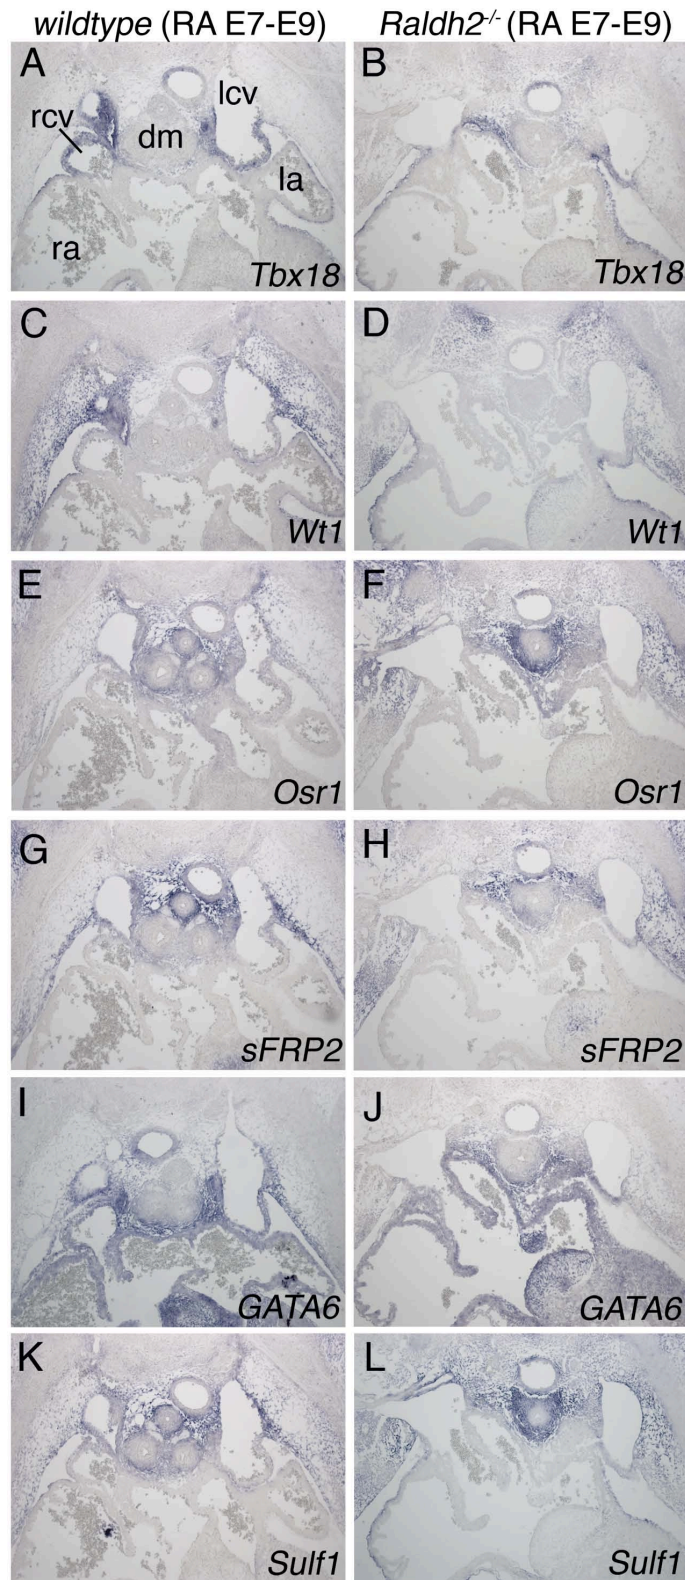 wildtype (RA E7-E9) Raldh2-/- (RA E7-E9)
A B
lcv
rcv
dm
la
ra
Tbx18 Tbx18
C D
Wt1 Wt1
E F
Osr1 Osr1
G H
sFRP2 sFRP2
I J
GATA6 GATA6
K L
Sulf1 Sulf1